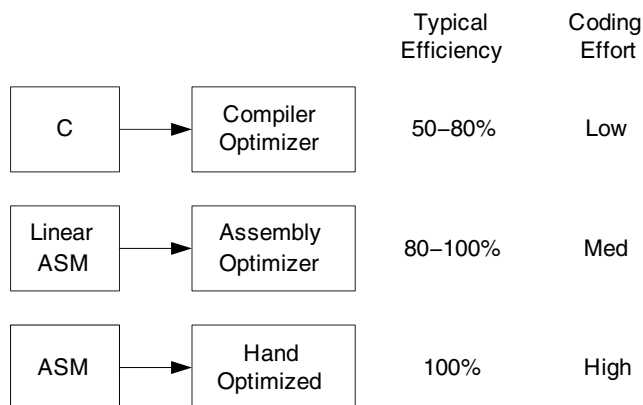 Typical
Efficiency
Coding
Effort
C
Compiler
Optimizer
50–80%
Low
Linear
ASM
Assembly
Optimizer
80–100%
Med
ASM
Hand
Optimized
100%
High